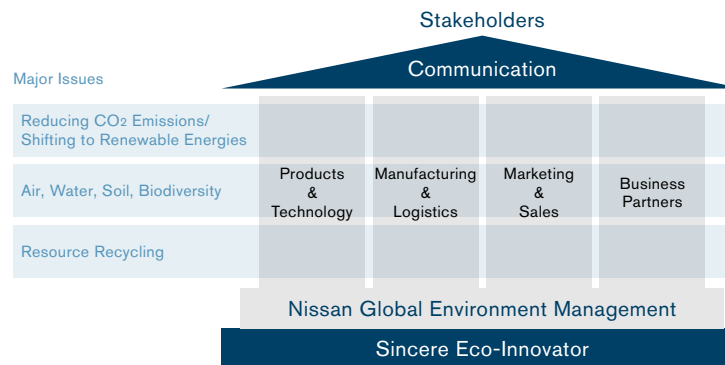 Stakeholders
Communication
Major Issues
Reducing CO2 Emissions/
Shifting to Renewable Energies
Air, Water, Soil, Biodiversity
Resource Recycling
Products
&
Technology
Manufacturing
&
Logistics
Marketing
&
Sales
Business
Partners
Nissan Global Environment Management
Sincere Eco-Innovator